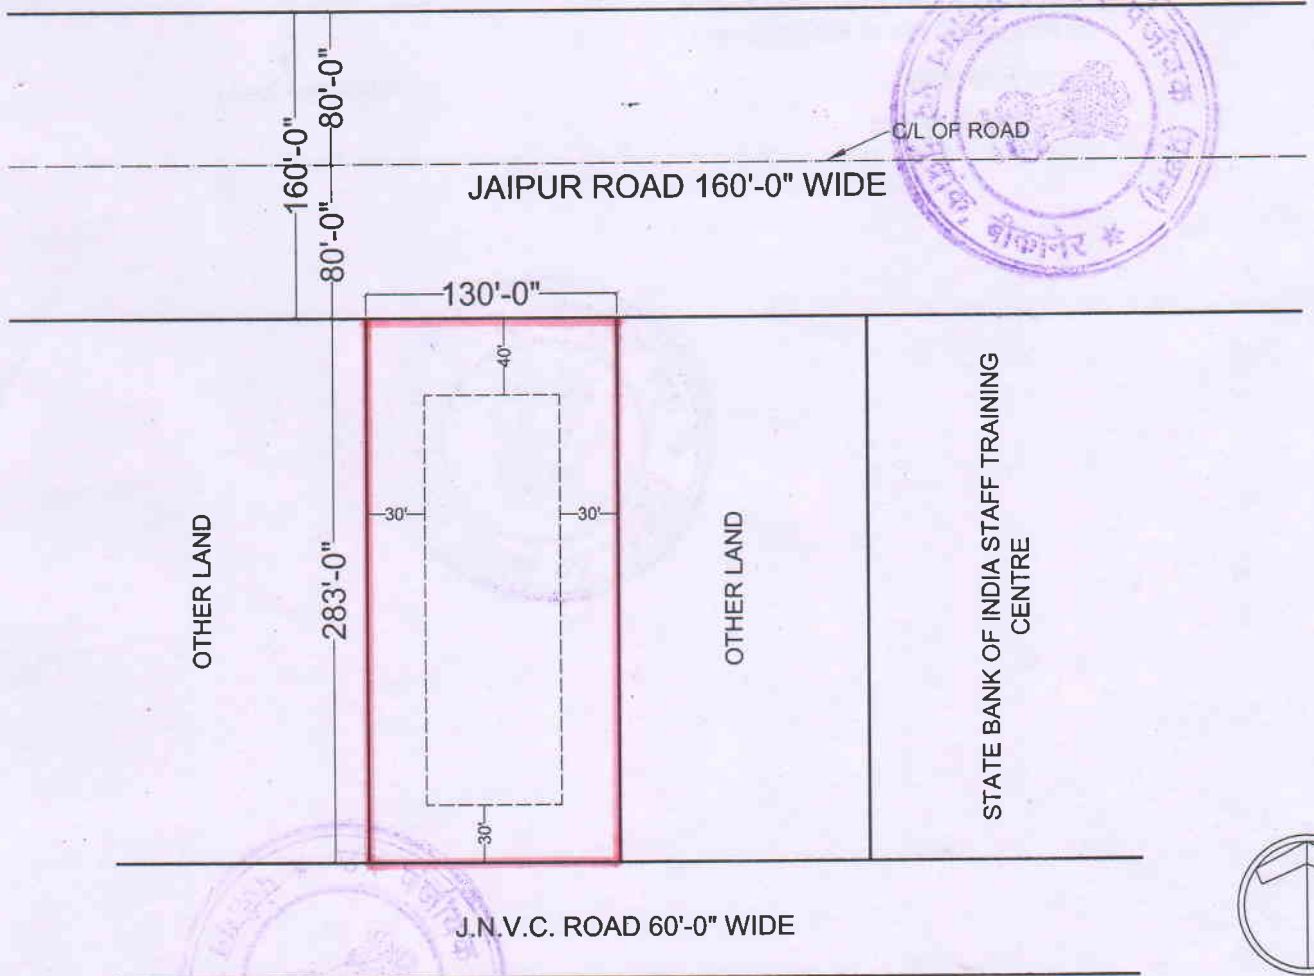 160'-0"
80'-0"
80'-0"
C/L OF ROAD
JAIPUR ROAD 160'-0" WIDE
पंजीयक
बीकानेर *
130'-0"
40'
30'
30'
OTHER LAND
283'-0"
OTHER LAND
STATE BANK OF INDIA STAFF TRAINING
CENTRE
30'
J.N.V.C. ROAD 60'-0" WIDE